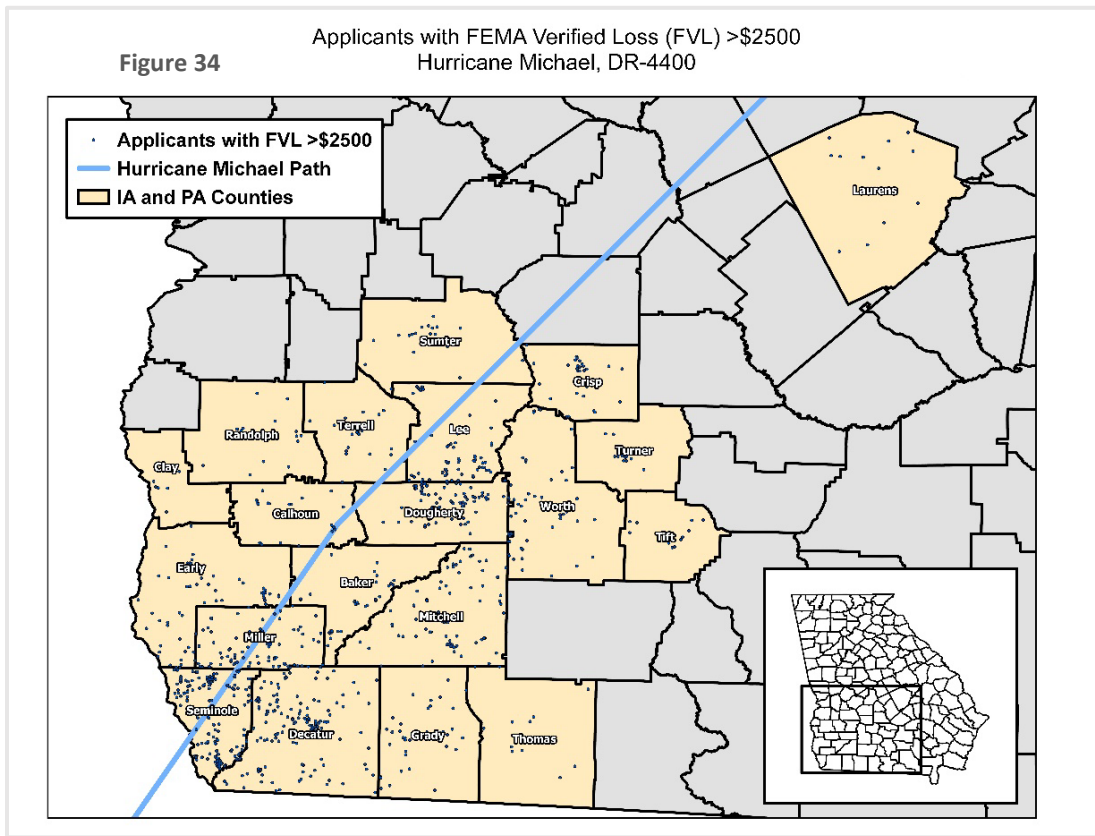 Applicants with FEMA Verified Loss (FVL) >$2500
Hurricane Michael, DR-4400
Figure 34
Applicants with FVL >$2500
Hurricane Michael Path
IA and PA Counties
Laurens
Sumter
Crisp
Randolph
Terrell
Lee
Turner
Clay
Calhoun
Dougherty
Worth
Tift
Early
Baker
Mitchell
Miller
Seminole
Decatur
Grady
Thomas